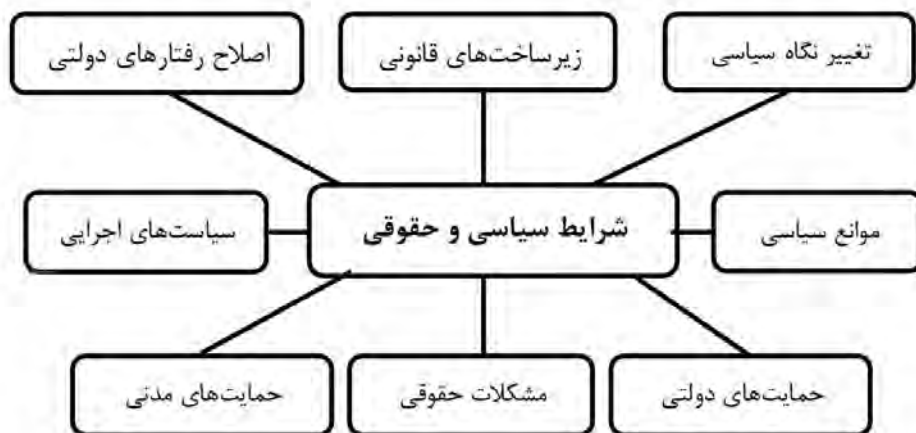 تغییر نگاه سیاسی
زیرساخت‌های قانونی
اصلاح رفتارهای دولتی
موانع سیاسی
شرایط سیاسی و حقوقی
سیاست‌های اجرایی
حمایت‌های دولتی
مشکلات حقوقی
حمایت‌های مدنی